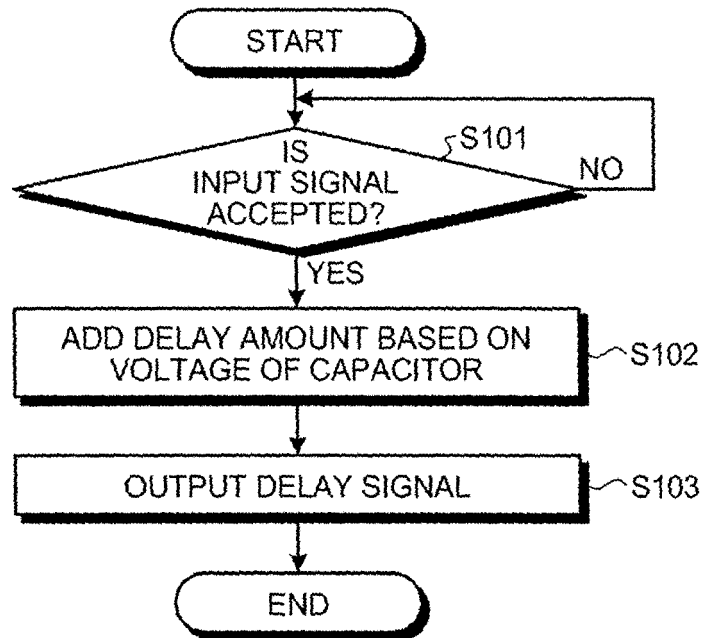 START
S101
IS
INPUT SIGNAL
ACCEPTED?
NO
YES
ADD DELAY AMOUNT BASED ON
VOLTAGE OF CAPACITOR
S102
OUTPUT DELAY SIGNAL
S103
END